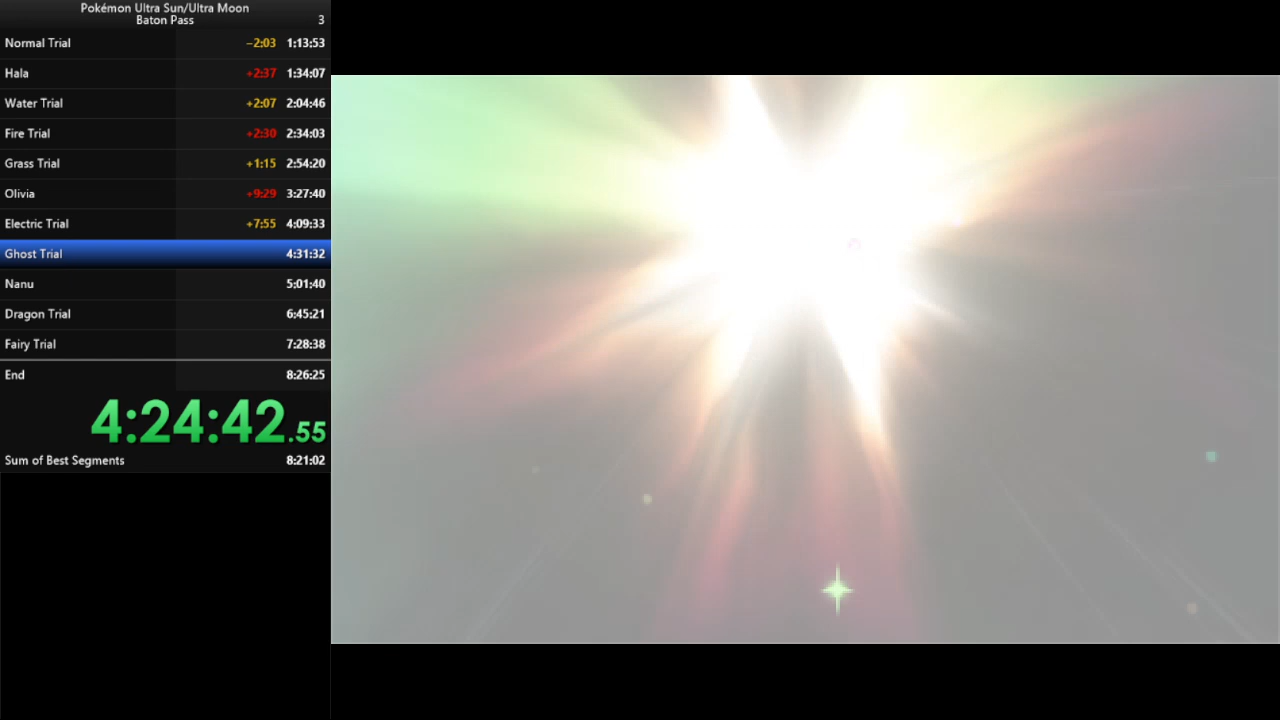 Pokémon Ultra Sun/Ultra Moon
Baton Pass 3
Normal Trial −2:03 1:13:53
Hala +2:37 1:34:07
Water Trial +2:07 2:04:46
Fire Trial +2:30 2:34:03
Grass Trial +1:15 2:54:20
Olivia +9:29 3:27:40
Electric Trial +7:55 4:09:33
Ghost Trial 4:31:32
Nanu 5:01:40
Dragon Trial 6:45:21
Fairy Trial 7:28:38
End 8:26:25
4:24:42.55
Sum of Best Segments 8:21:02